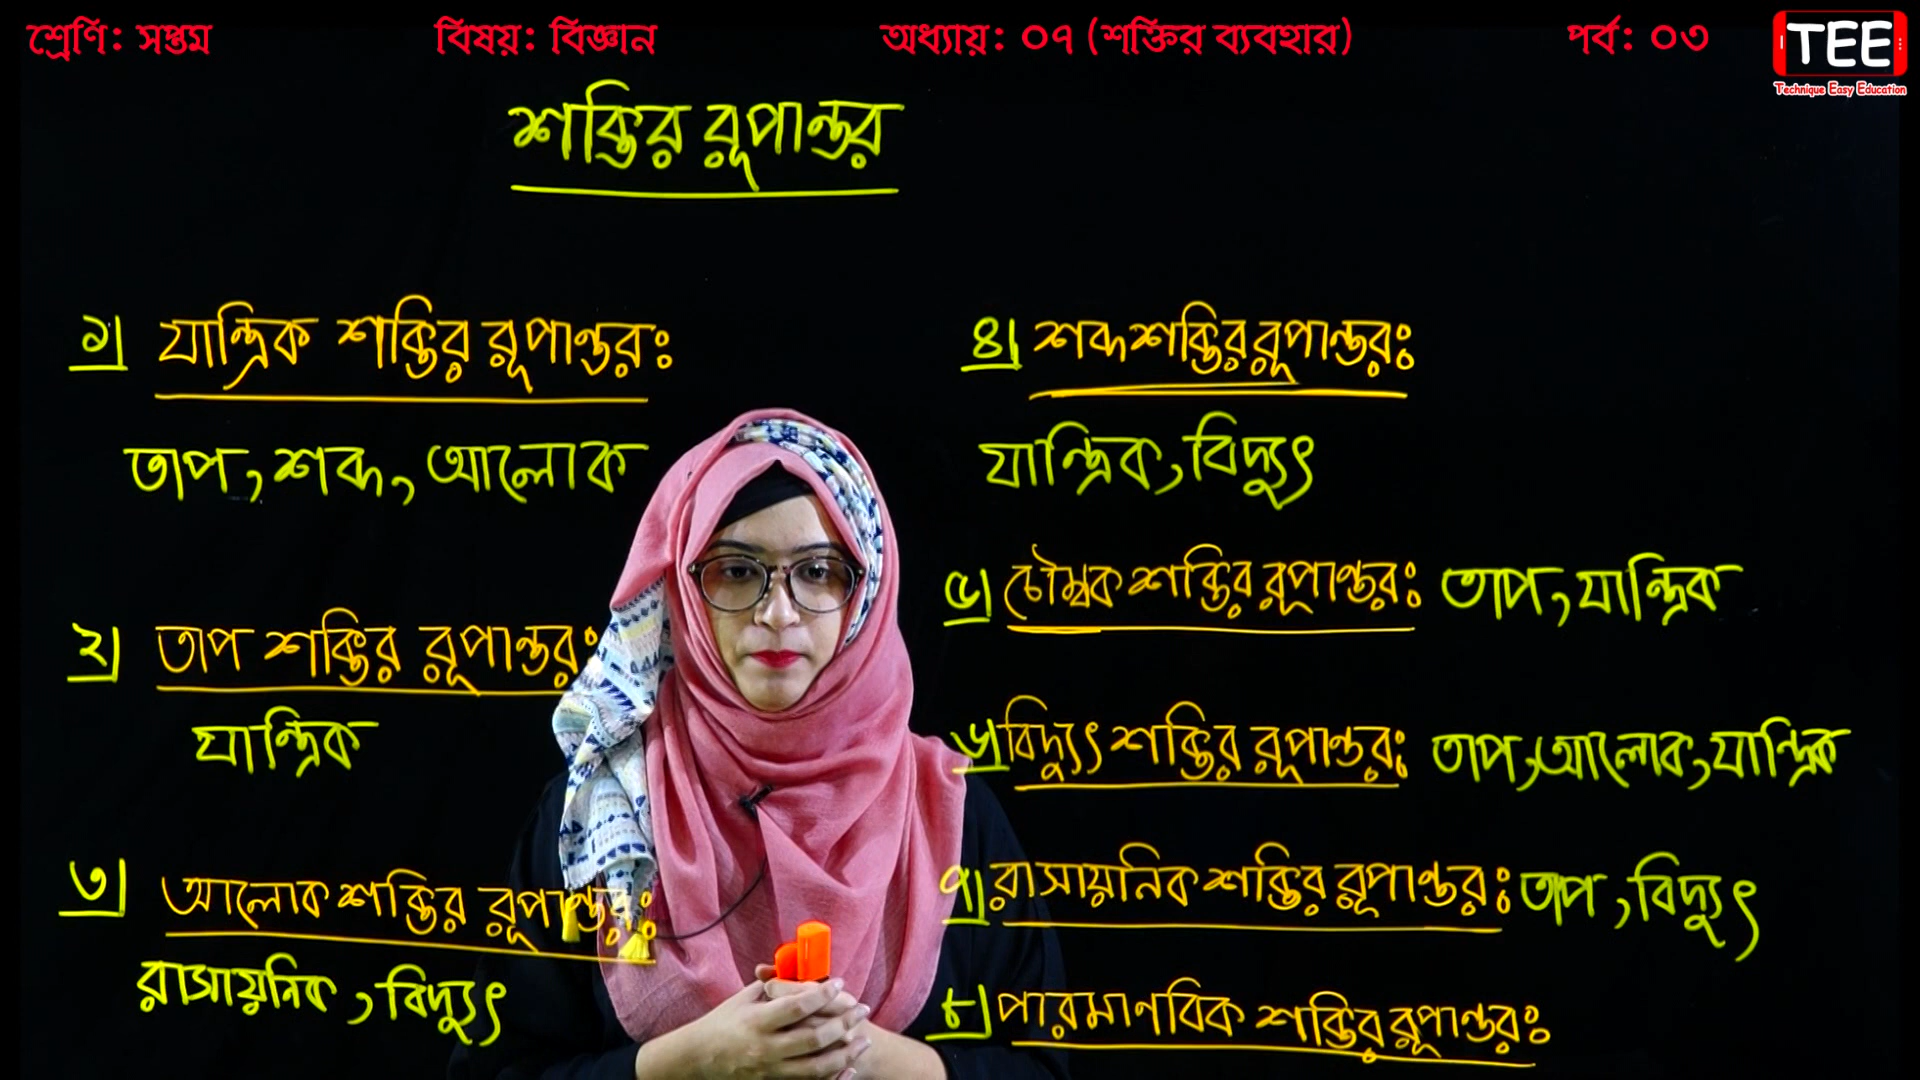 শ্রেণি: সপ্তম
বিষয়: বিজ্ঞান
অধ্যায়: ০৭ (শক্তির ব্যবহার)
পর্ব: ০৩
TEE
Technique Easy Education
শক্তির রূপান্তর
১) যান্ত্রিক শক্তির রূপান্তরঃ
তাপ, শব্দ, আলোক
২) তাপ শক্তির রূপান্তরঃ
যান্ত্রিক
৩) আলোক শক্তির রূপান্তরঃ
রাসায়নিক, বিদ্যুৎ
৪) শব্দ শক্তির রূপান্তরঃ
যান্ত্রিক, বিদ্যুৎ
৫) চৌম্বক শক্তির রূপান্তরঃ তাপ, যান্ত্রিক
৬) বিদ্যুৎ শক্তির রূপান্তরঃ তাপ, আলোক, যান্ত্রিক
৭) রাসায়নিক শক্তির রূপান্তরঃ তাপ, বিদ্যুৎ
৮) পারমাণবিক শক্তির রূপান্তরঃ